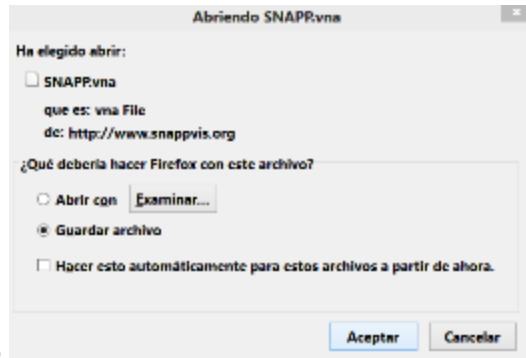 Abriendo SNAPP.vna
Ha elegido abrir:
SNAPP.vna
que es: vna File
de: http://www.snappvis.org
¿Qué debería hacer Firefox con este archivo?
Abrir con Examinar...
Guardar archivo
Hacer esto automáticamente para estos archivos a partir de ahora.
Aceptar Cancelar